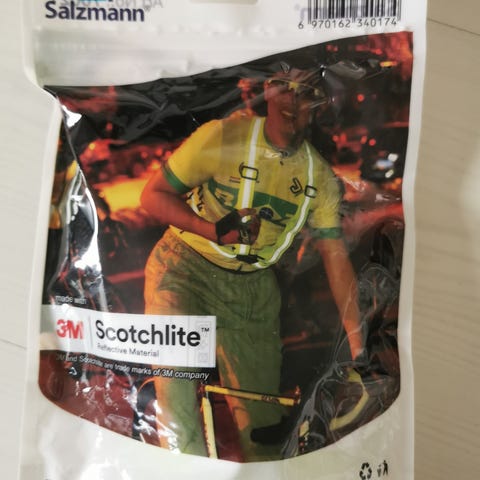 Salzmann
6 970162 340174
made with
3M Scotchlite™
Reflective Material
3M and Scotchlite are trade marks of 3M company